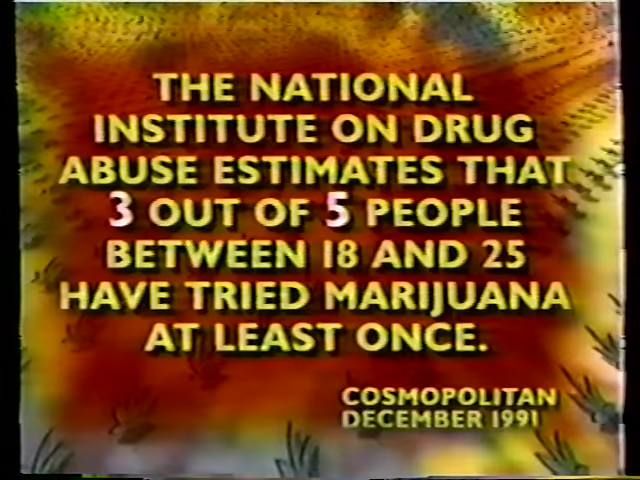 THE NATIONAL
INSTITUTE ON DRUG
ABUSE ESTIMATES THAT
3 OUT OF 5 PEOPLE
BETWEEN 18 AND 25
HAVE TRIED MARIJUANA
AT LEAST ONCE.
COSMOPOLITAN
DECEMBER 1991